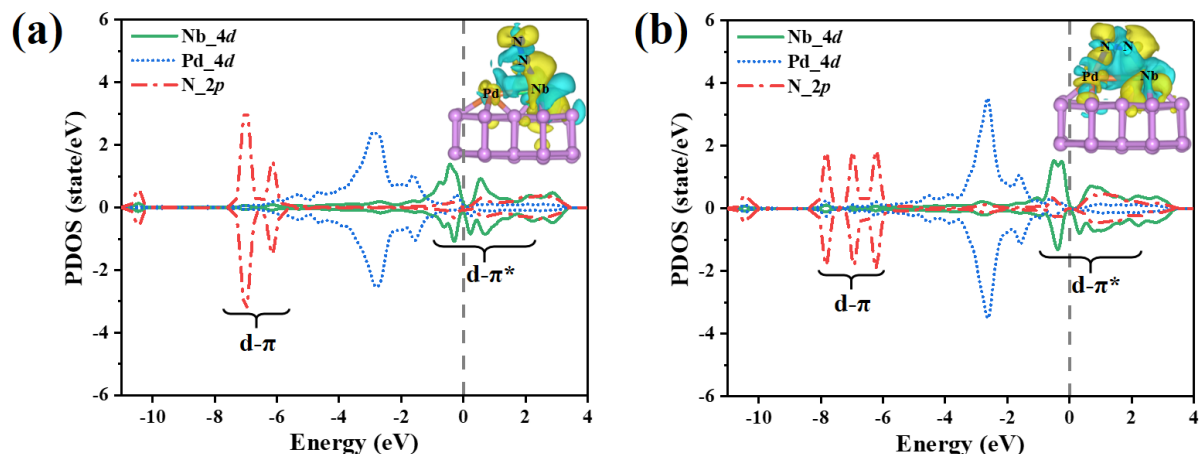 (a)
6
4
2
0
-2
-4
-6
PDOS (state/eV)
Nb_4d
Pd_4d
N_2p
N
N
Pd
Nb
d-π
d-π*
-10 -8 -6 -4 -2 0 2 4
Energy (eV)
(b)
6
4
2
0
-2
-4
-6
PDOS (state/eV)
Nb_4d
Pd_4d
N_2p
N N
Pd
Nb
d-π
d-π*
-10 -8 -6 -4 -2 0 2 4
Energy (eV)